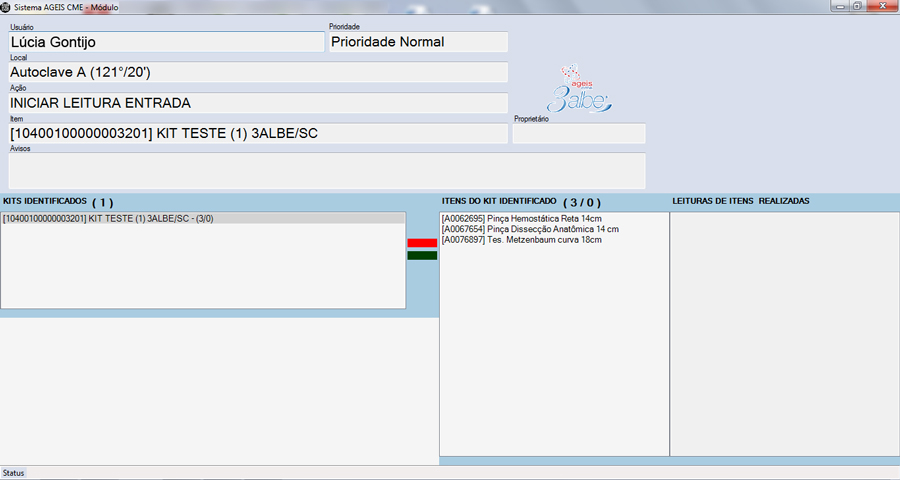 Sistema AGEIS CME - Módulo
Usuário
Prioridade
Lúcia Gontijo
Prioridade Normal
Local
Autoclave A (121°/20')
Ação
INICIAR LEITURA ENTRADA
ageis
3albe
Item
Proprietário
[10400100000003201] KIT TESTE (1) 3ALBE/SC
Avisos
KITS IDENTIFICADOS ( 1 )
[10400100000003201] KIT TESTE (1) 3ALBE/SC - (3/0)
ITENS DO KIT IDENTIFICADO ( 3 / 0 )
[A0062695] Pinça Hemostática Reta 14cm
[A0067654] Pinça Dissecção Anatômica 14 cm
[A0076897] Tes. Metzenbaum curva 18cm
LEITURAS DE ITENS REALIZADAS
Status